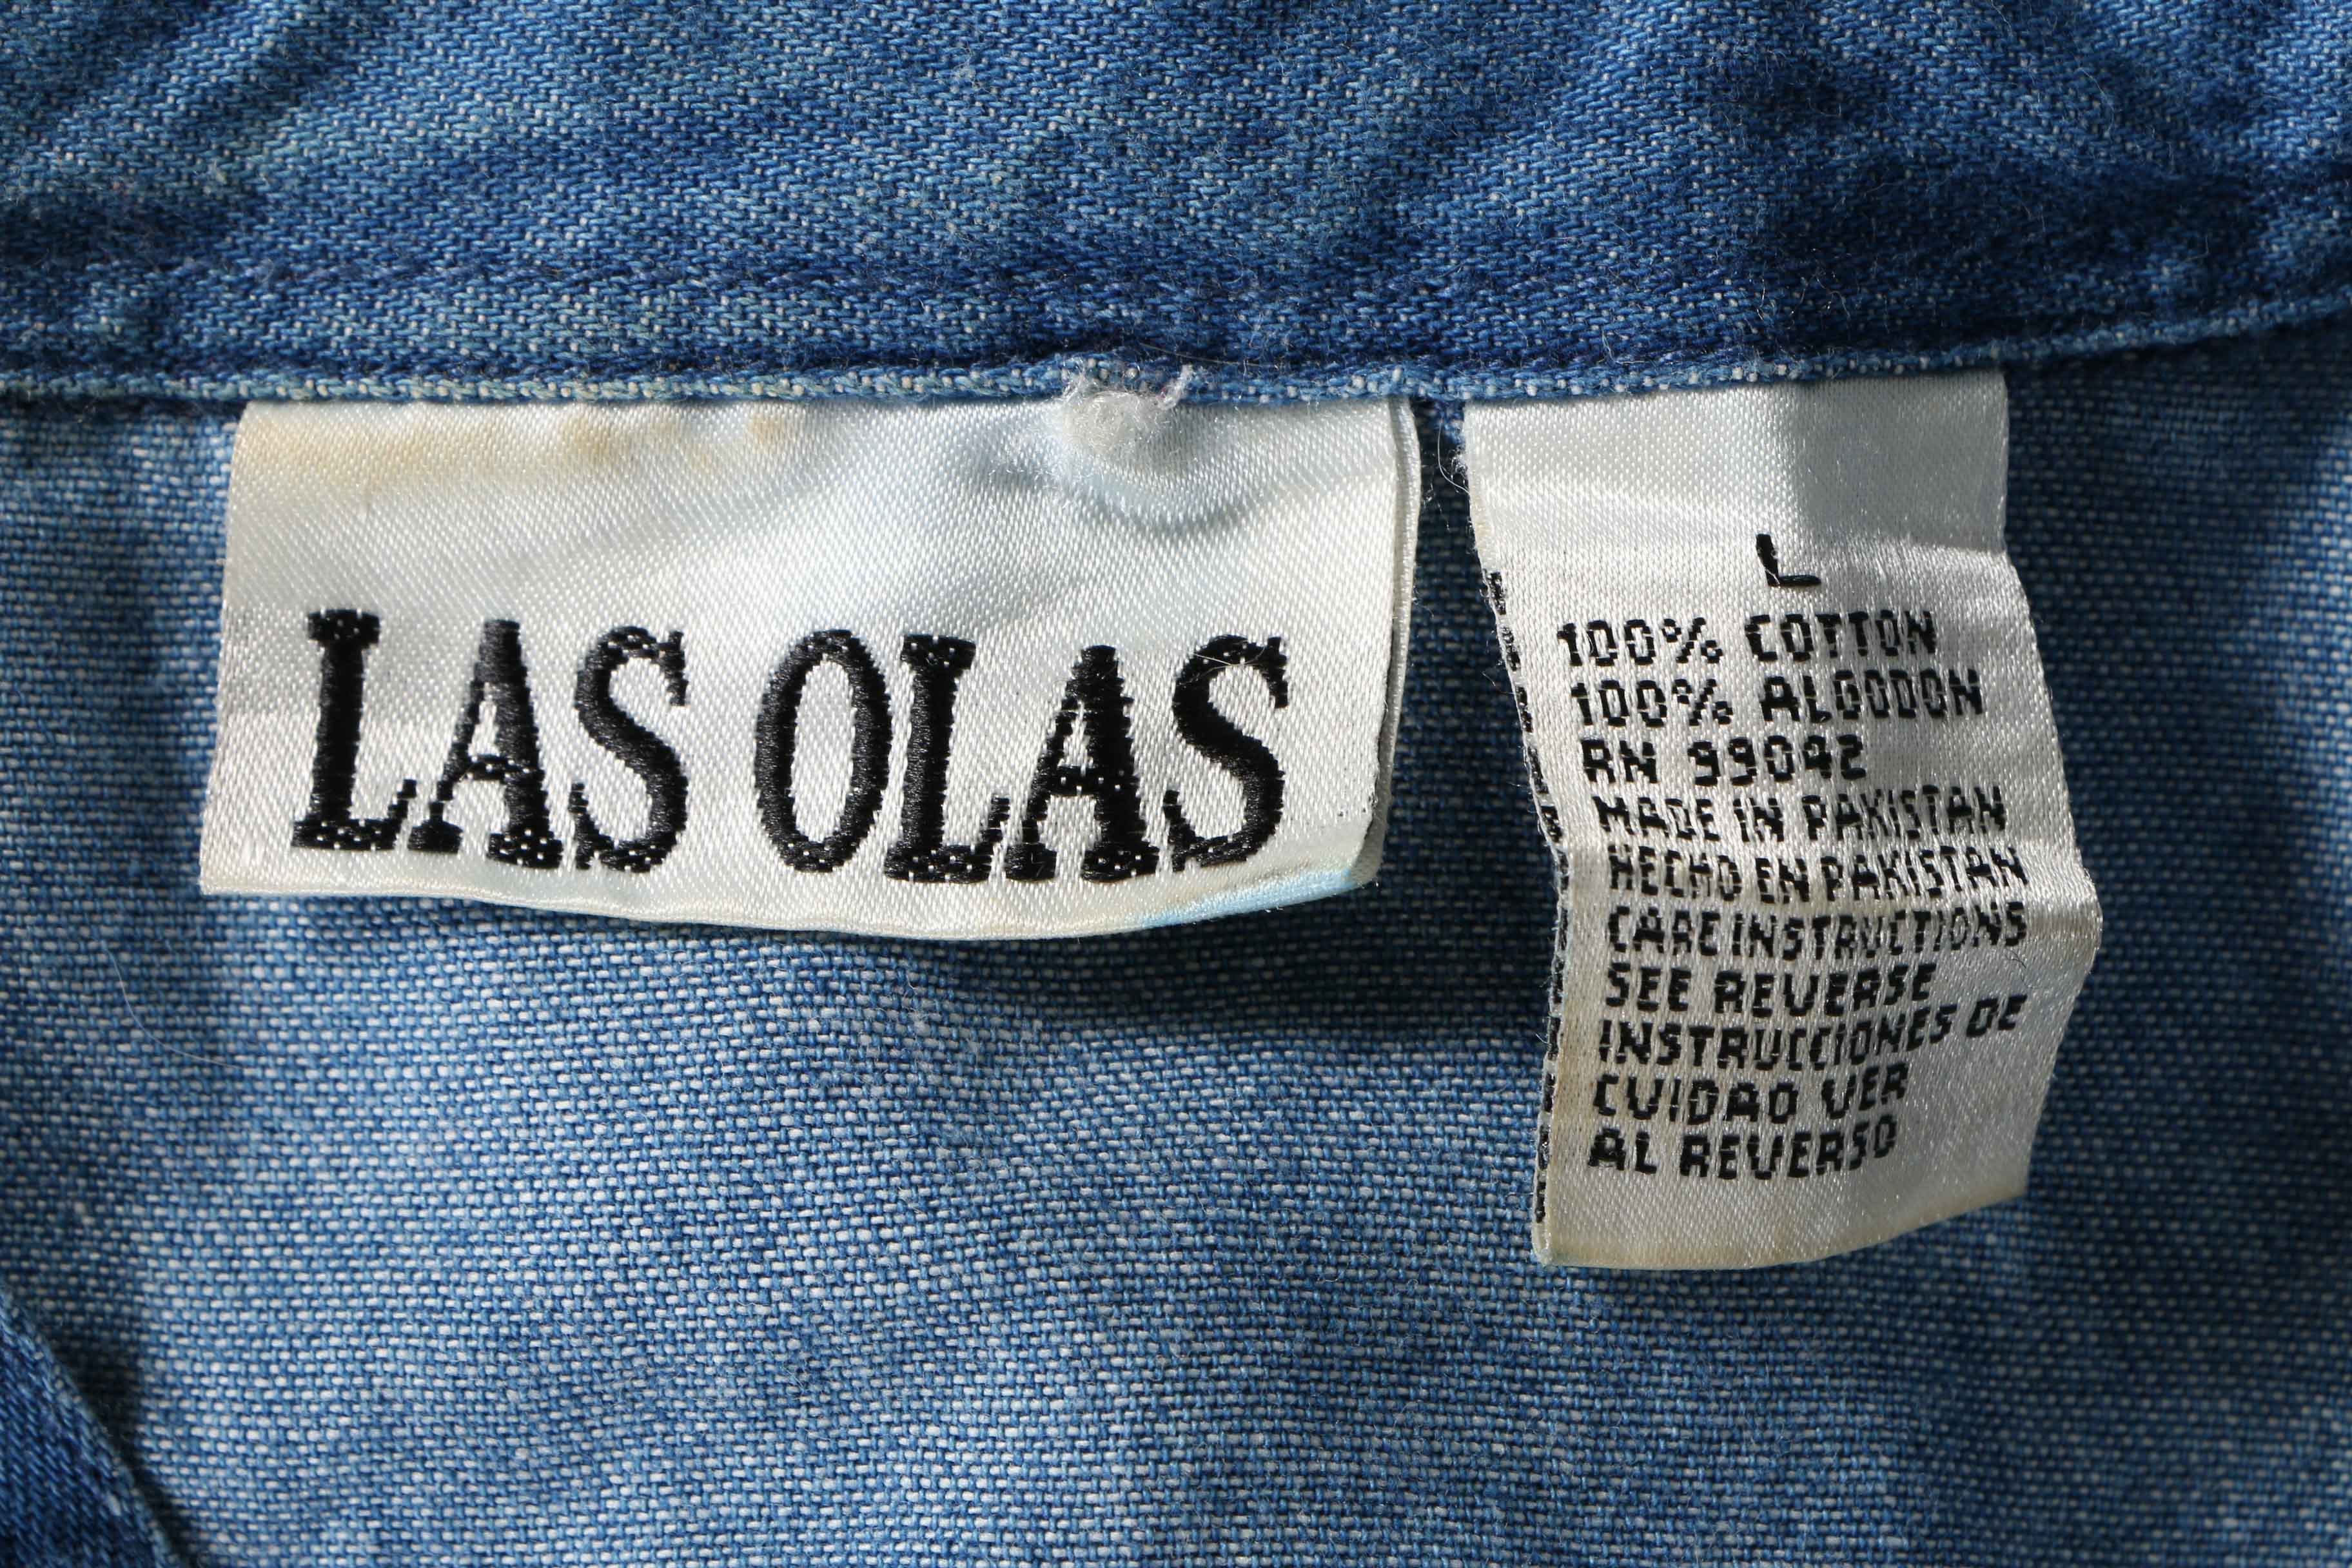 LAS OLAS
L
100% COTTON
100% ALGODON
RN 99042
MADE IN PAKISTAN
HECHO EN PAKISTAN
CARE INSTRUCTIONS
SEE REVERSE
INSTRUCCIONES DE
CUIDAO VER
AL REVERSO